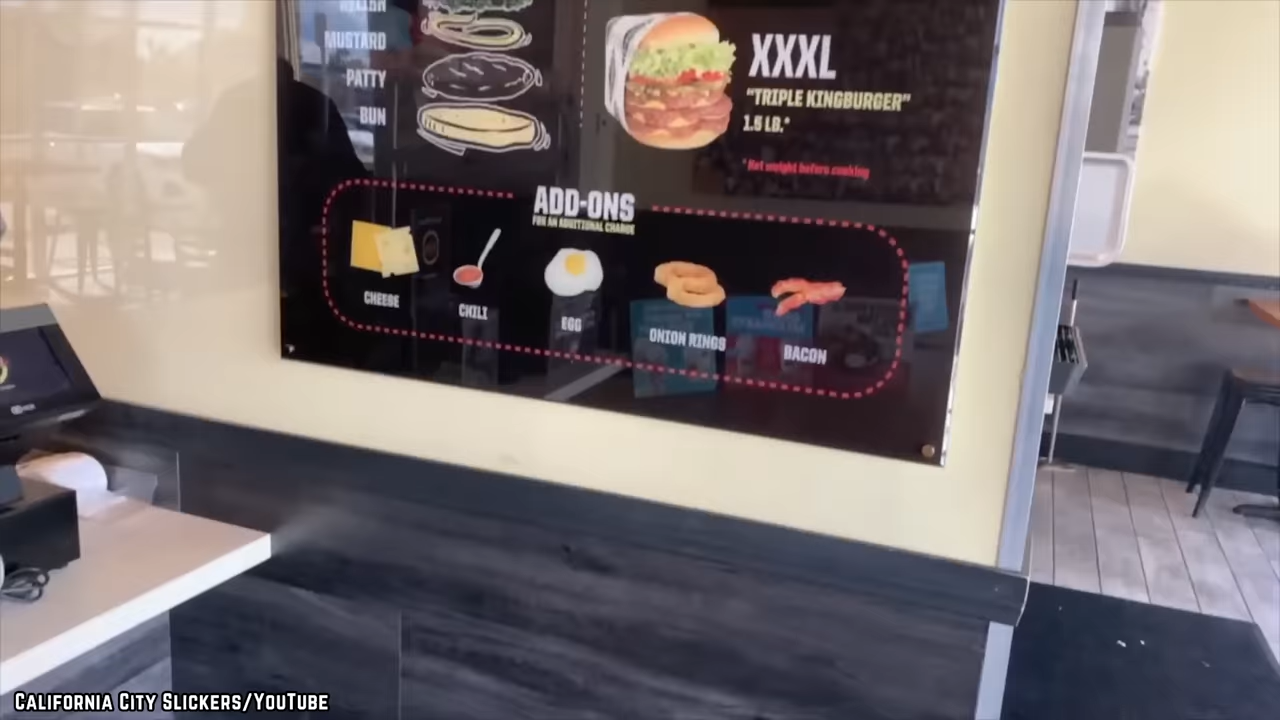 RELISH
MUSTARD
PATTY
BUN
XXXL
"TRIPLE KINGBURGER"
1.5 LB.*
*Net weight before cooking
ADD-ONS
FOR AN ADDITIONAL CHARGE
CHEESE
CHILI
EGG
ONION RINGS
BACON
CALIFORNIA CITY SLICKERS/YOUTUBE